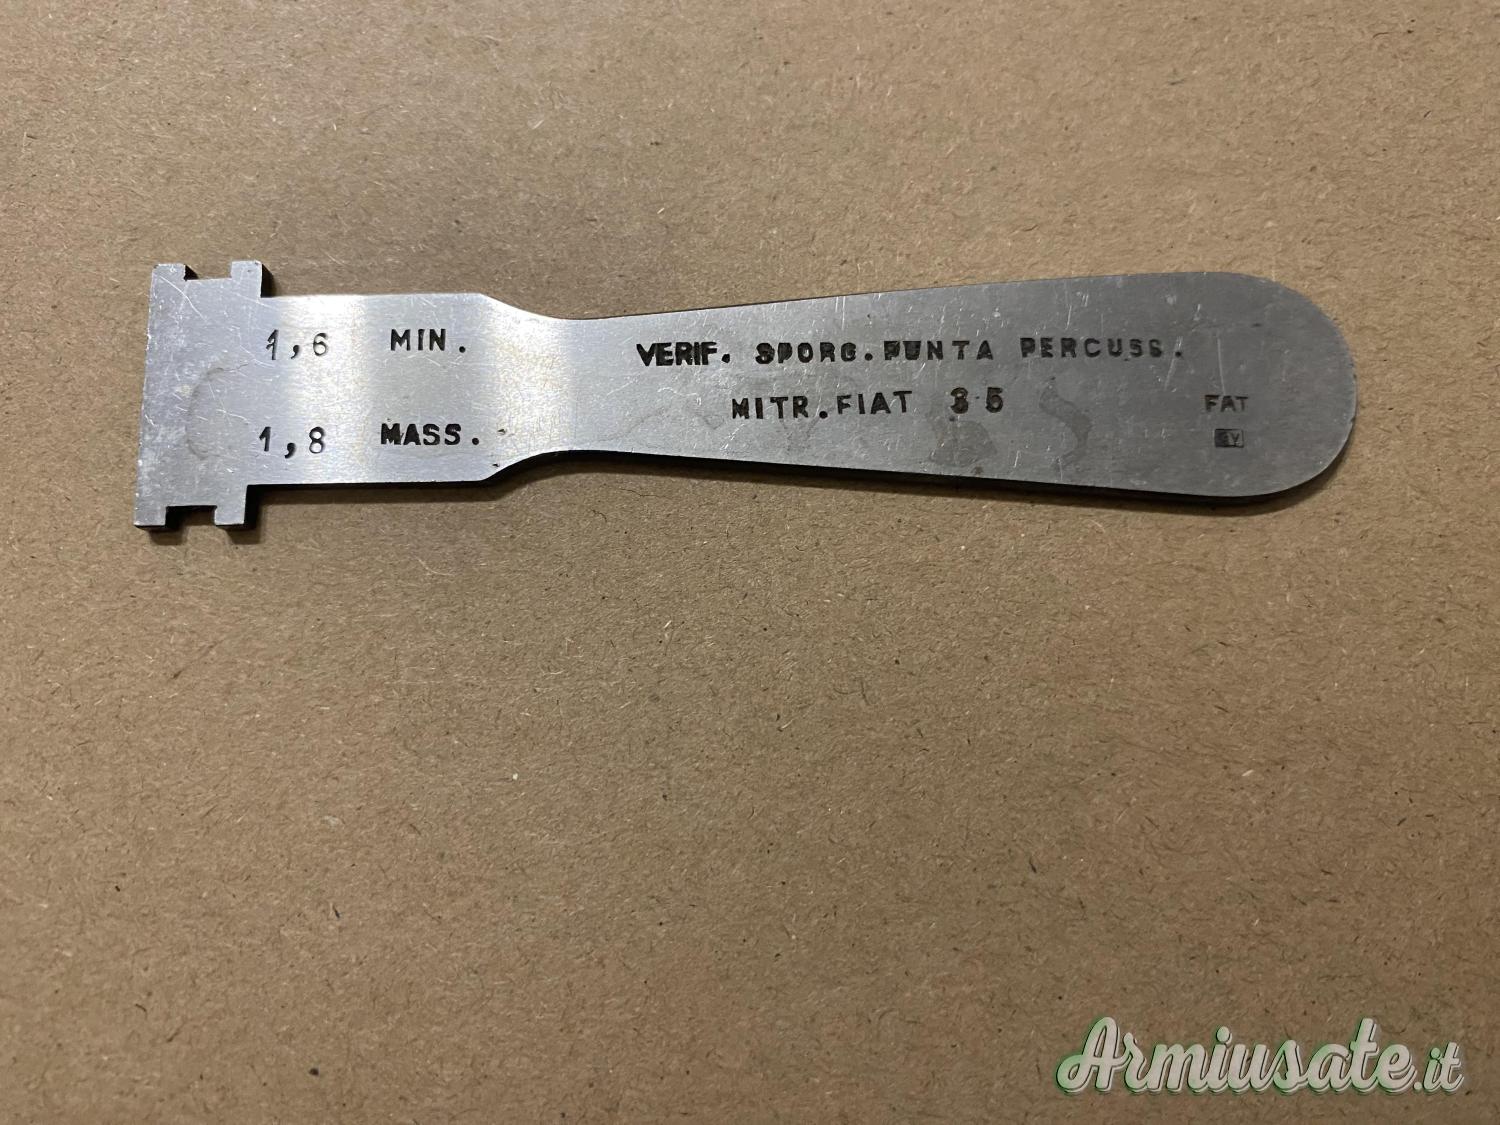 1,6 MIN.
1,8 MASS.
VERIF. SPORG. PUNTA PERCUSS.
MITR. FIAT 35
FAT
Armiusate.it